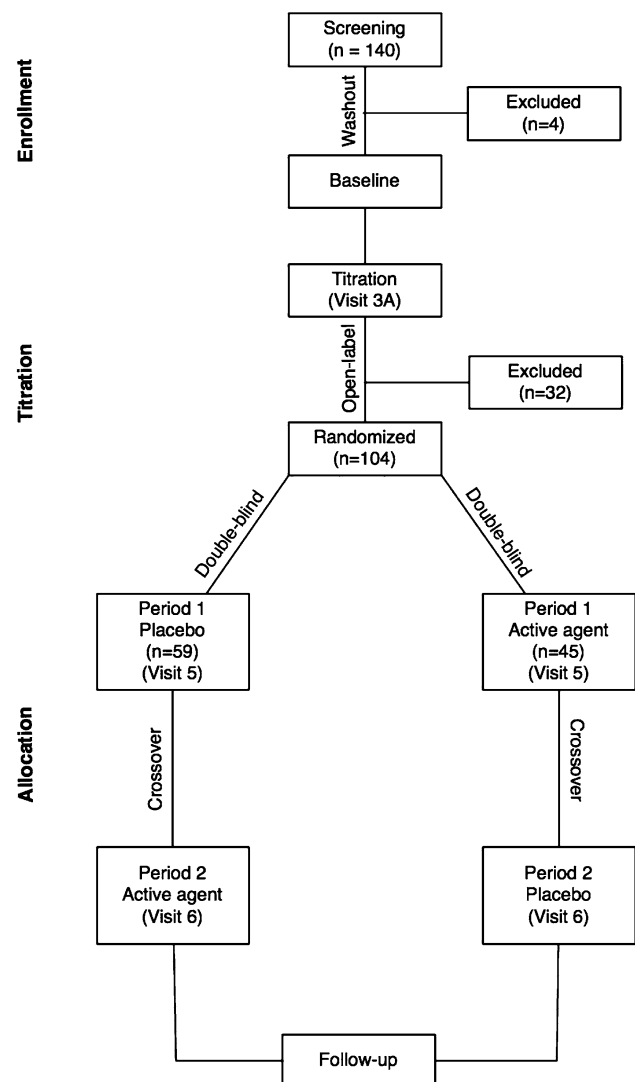 Enrollment
Screening
(n = 140)
Washout
Excluded
(n=4)
Baseline
Titration
Titration
(Visit 3A)
Open-label
Excluded
(n=32)
Randomized
(n=104)
Double-blind
Double-blind
Allocation
Period 1
Placebo
(n=59)
(Visit 5)
Period 1
Active agent
(n=45)
(Visit 5)
Crossover
Crossover
Period 2
Active agent
(Visit 6)
Period 2
Placebo
(Visit 6)
Follow-up